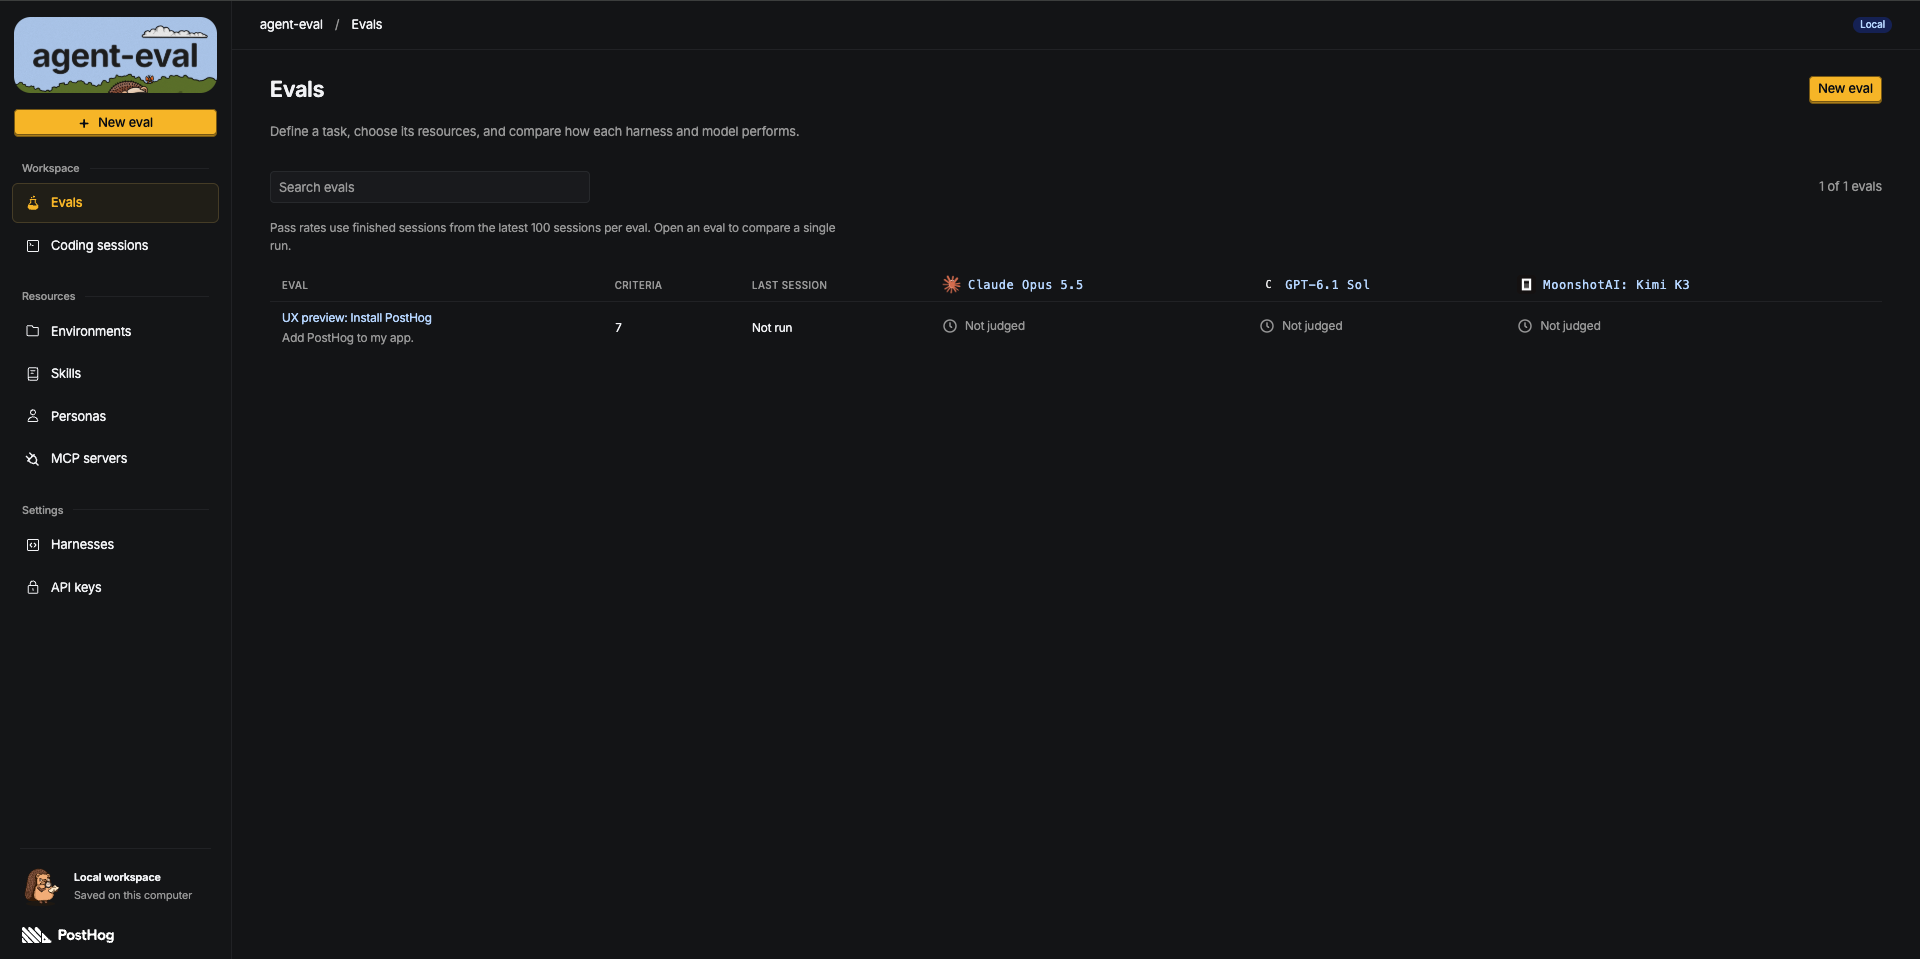 agent-eval
+ New eval
Workspace
Evals
Coding sessions
Resources
Environments
Skills
Personas
MCP servers
Settings
Harnesses
API keys
Local workspace
Saved on this computer
PostHog
agent-eval / Evals
Local
Evals
New eval
Define a task, choose its resources, and compare how each harness and model performs.
Search evals
1 of 1 evals
Pass rates use finished sessions from the latest 100 sessions per eval. Open an eval to compare a single
run.
EVAL CRITERIA LAST SESSION Claude Opus 5.5 C GPT-6.1 Sol MoonshotAI: Kimi K3
UX preview: Install PostHog
Add PostHog to my app.
7 Not run Not judged Not judged Not judged